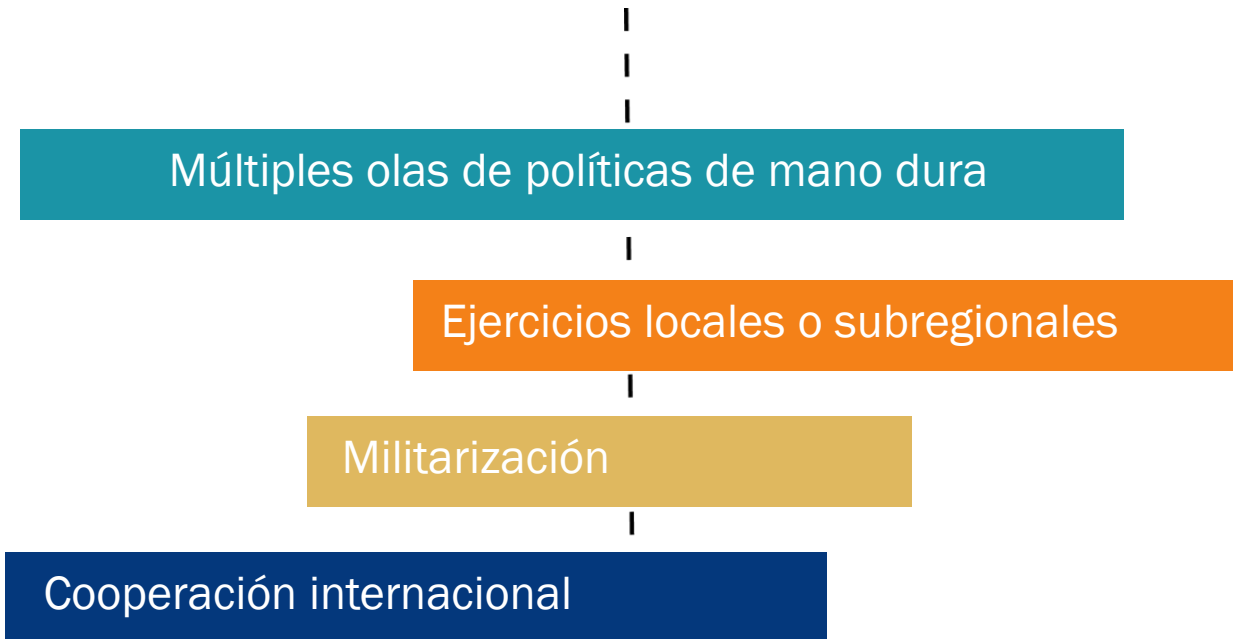 Múltiples olas de políticas de mano dura
Ejercicios locales o subregionales
Militarización
Cooperación internacional